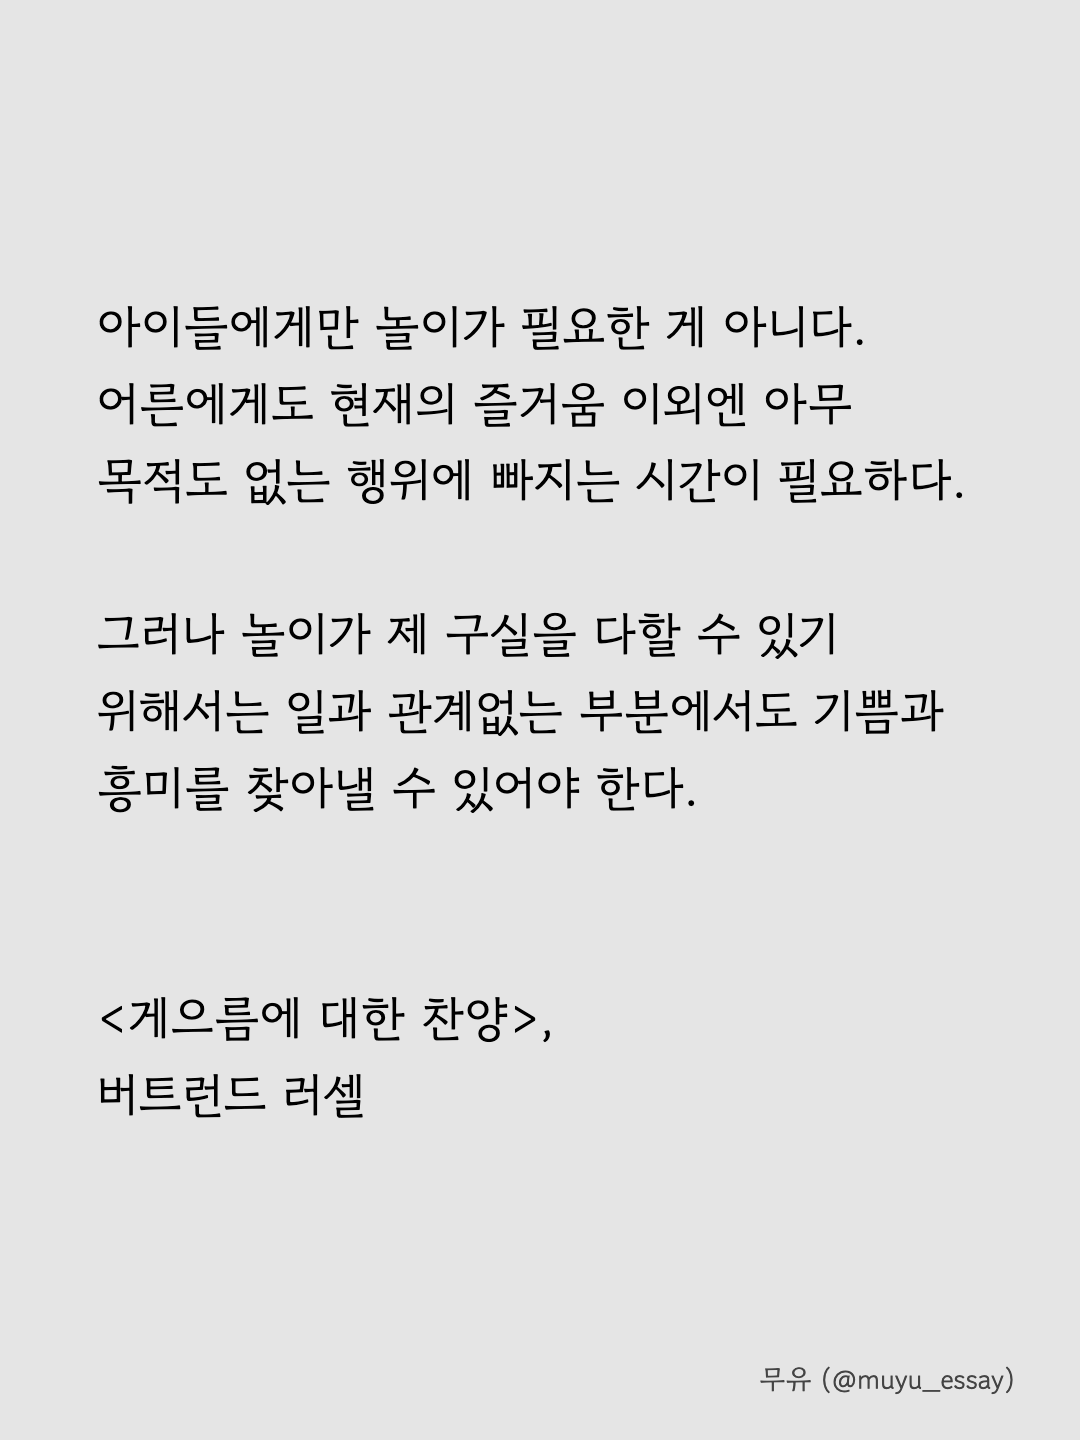 아이들에게만 놀이가 필요한 게 아니다.
어른에게도 현재의 즐거움 이외엔 아무
목적도 없는 행위에 빠지는 시간이 필요하다.
그러나 놀이가 제 구실을 다할 수 있기
위해서는 일과 관계없는 부분에서도 기쁨과
흥미를 찾아낼 수 있어야 한다.
<게으름에 대한 찬양>,
버트런드 러셀
무유 (@muyu_essay)